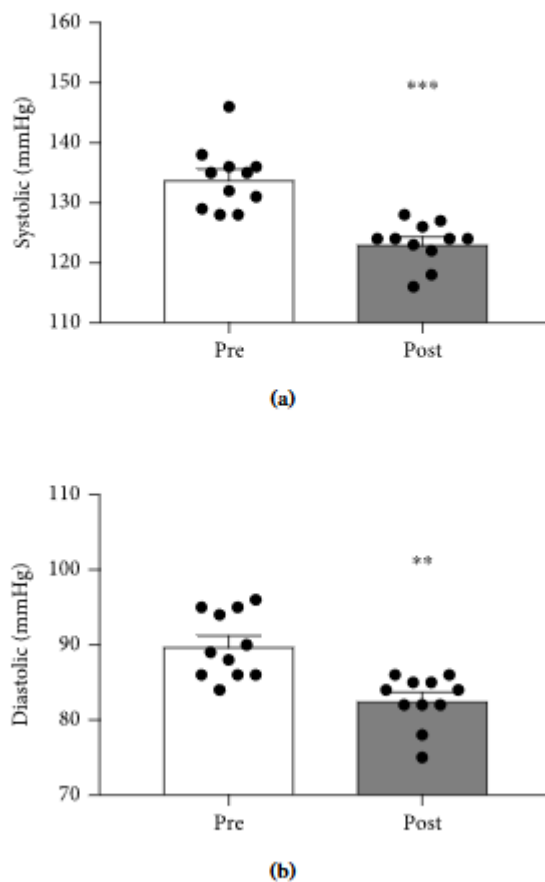 160
150
***
140
130
120
110
Systolic (mmHg)
Pre Post
(a)
110
100
**
90
80
70
Diastolic (mmHg)
Pre Post
(b)